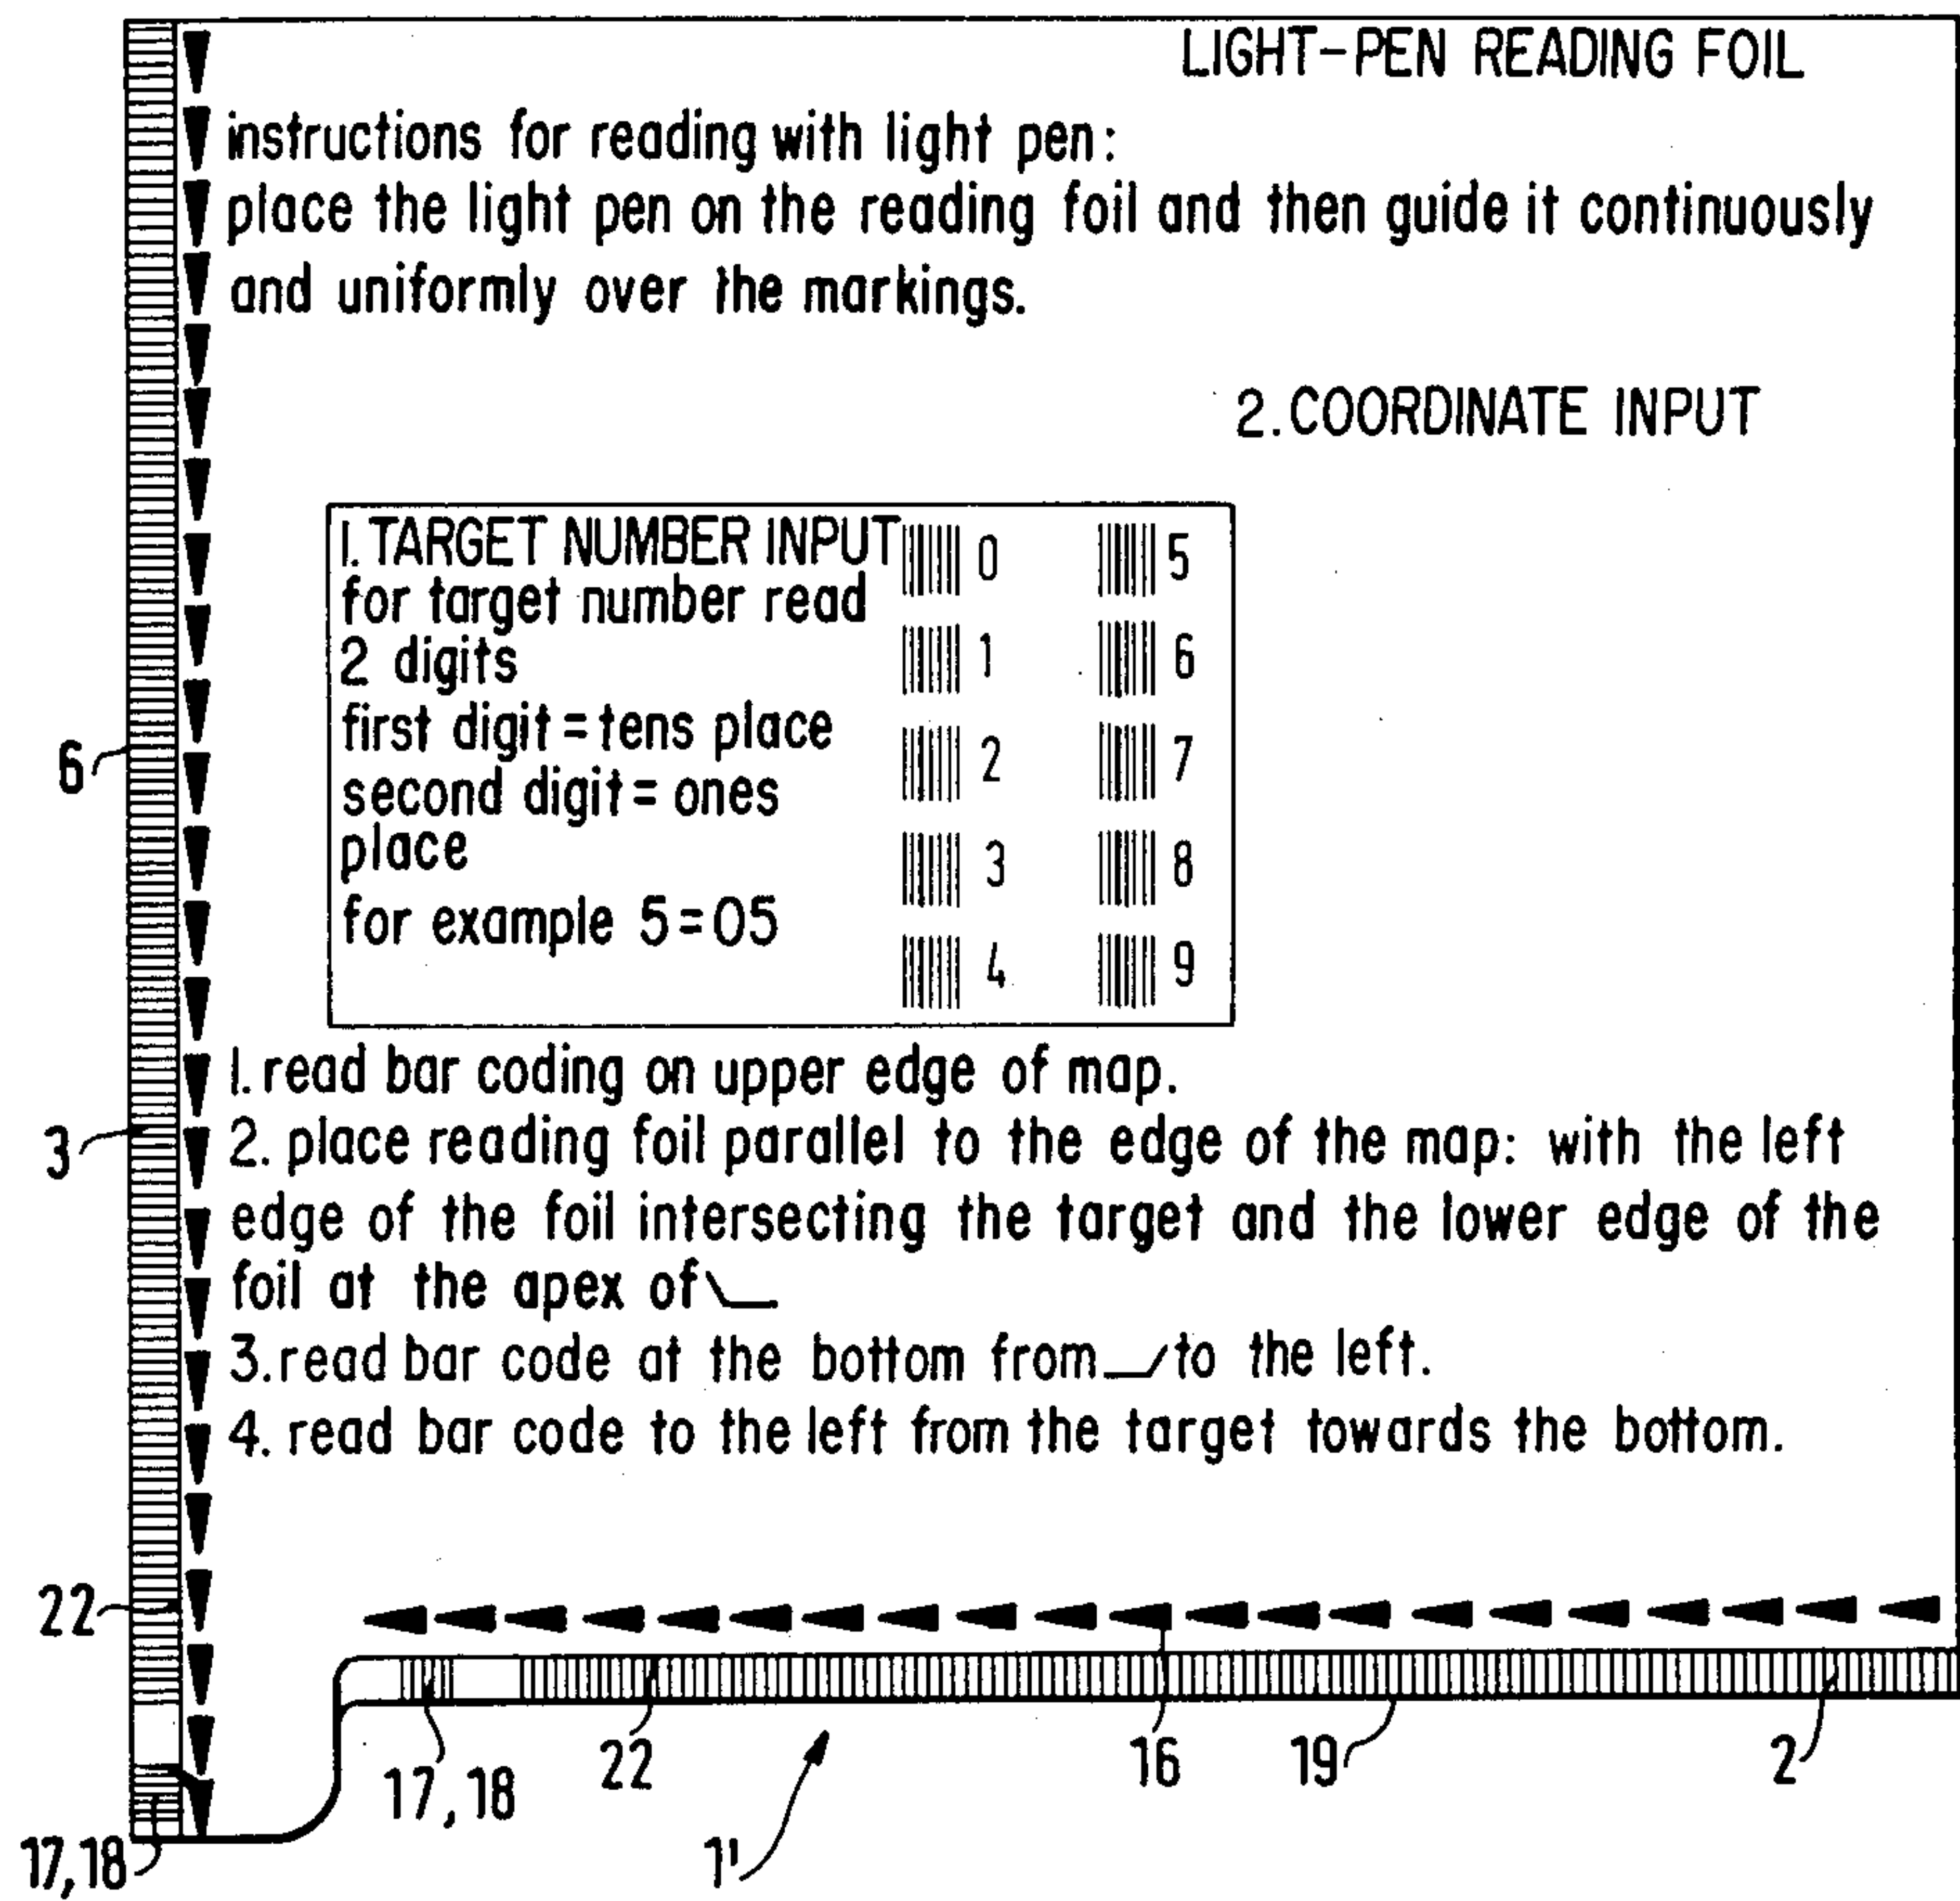 LIGHT-PEN READING FOIL
instructions for reading with light pen:
place the light pen on the reading foil and then guide it continuously
and uniformly over the markings.
2. COORDINATE INPUT
1. TARGET NUMBER INPUT
for target number read
2 digits
first digit = tens place
second digit = ones
place
for example 5 = 05
0 5
1 6
2 7
3 8
4 9
1. read bar coding on upper edge of map.
2. place reading foil parallel to the edge of the map: with the left
edge of the foil intersecting the target and the lower edge of the
foil at the apex of
3. read bar code at the bottom from to the left.
4. read bar code to the left from the target towards the bottom.
6
3
22
17,18
17,18
22
1'
16
19
2